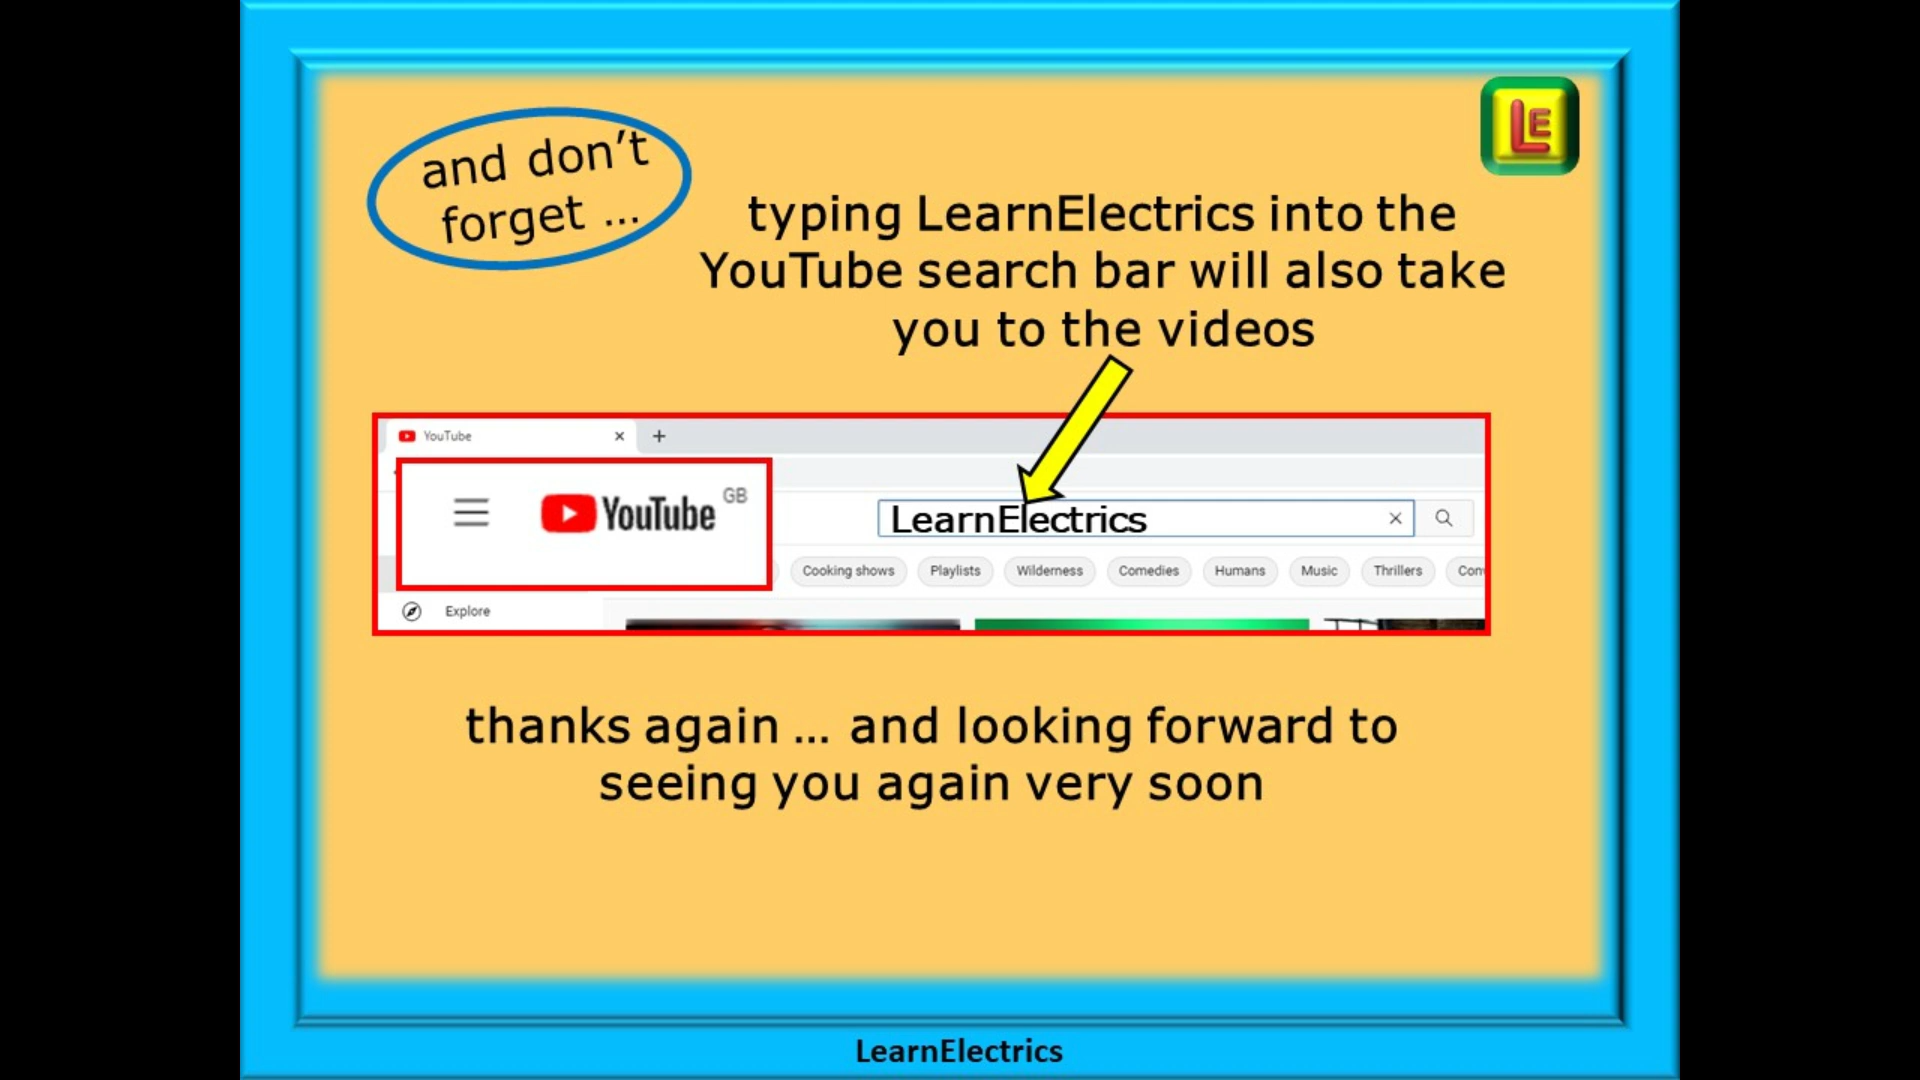 and don't
forget ...
LE
typing LearnElectrics into the
YouTube search bar will also take
you to the videos
YouTube
YouTube GB
LearnElectrics
Cooking shows Playlists Wilderness Comedies Humans Music Thrillers
Explore
thanks again ... and looking forward to
seeing you again very soon
LearnElectrics